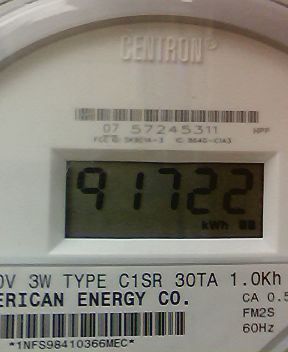 CENTRON®
07 57245311 HPP
91722
kWh
0V 3W TYPE C1SR 30TA 1.0Kh
ERICAN ENERGY CO. CA 0.5
FM2S
60Hz
*1NFS98410366MEC*